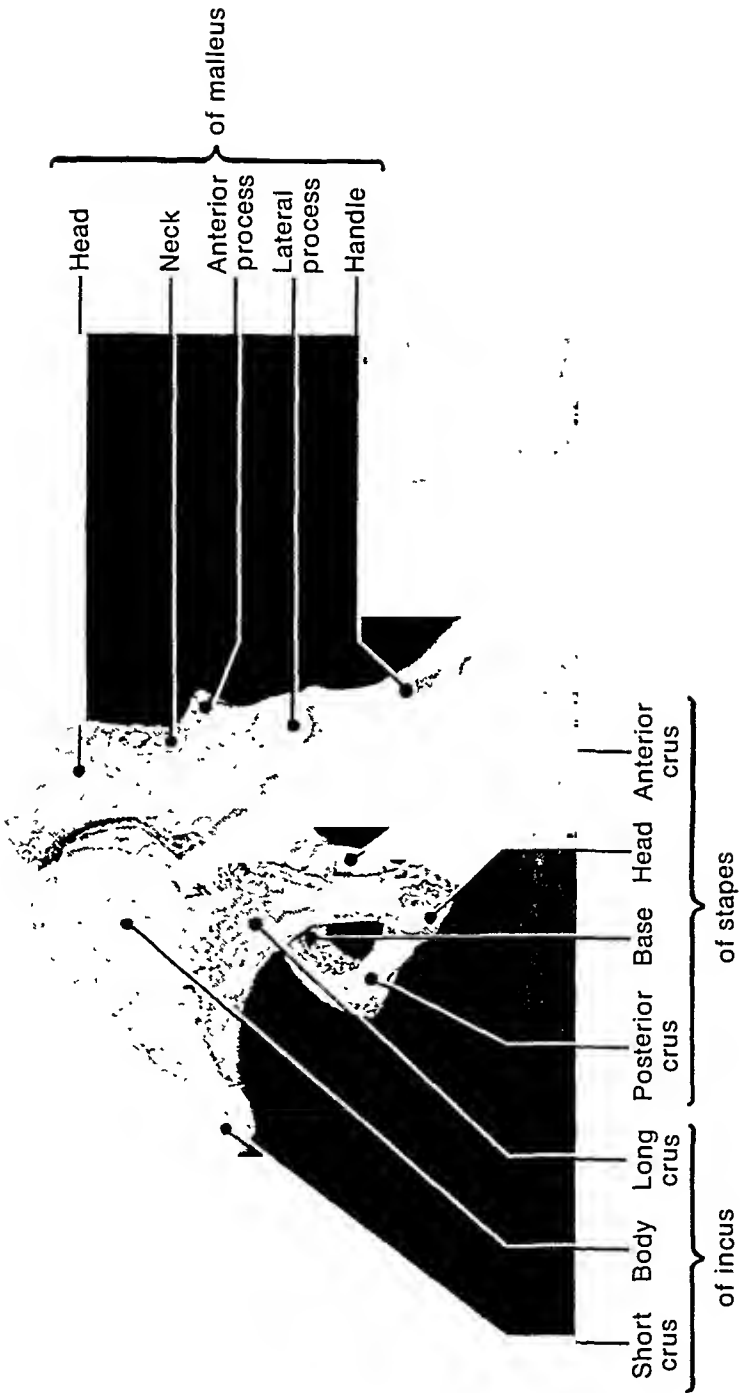 Head
Neck
Anterior
process
Lateral
process
Handle
of malleus
Short
crus
Body
Long
crus
of incus
Posterior
crus
Base
Head
Anterior
crus
of stapes